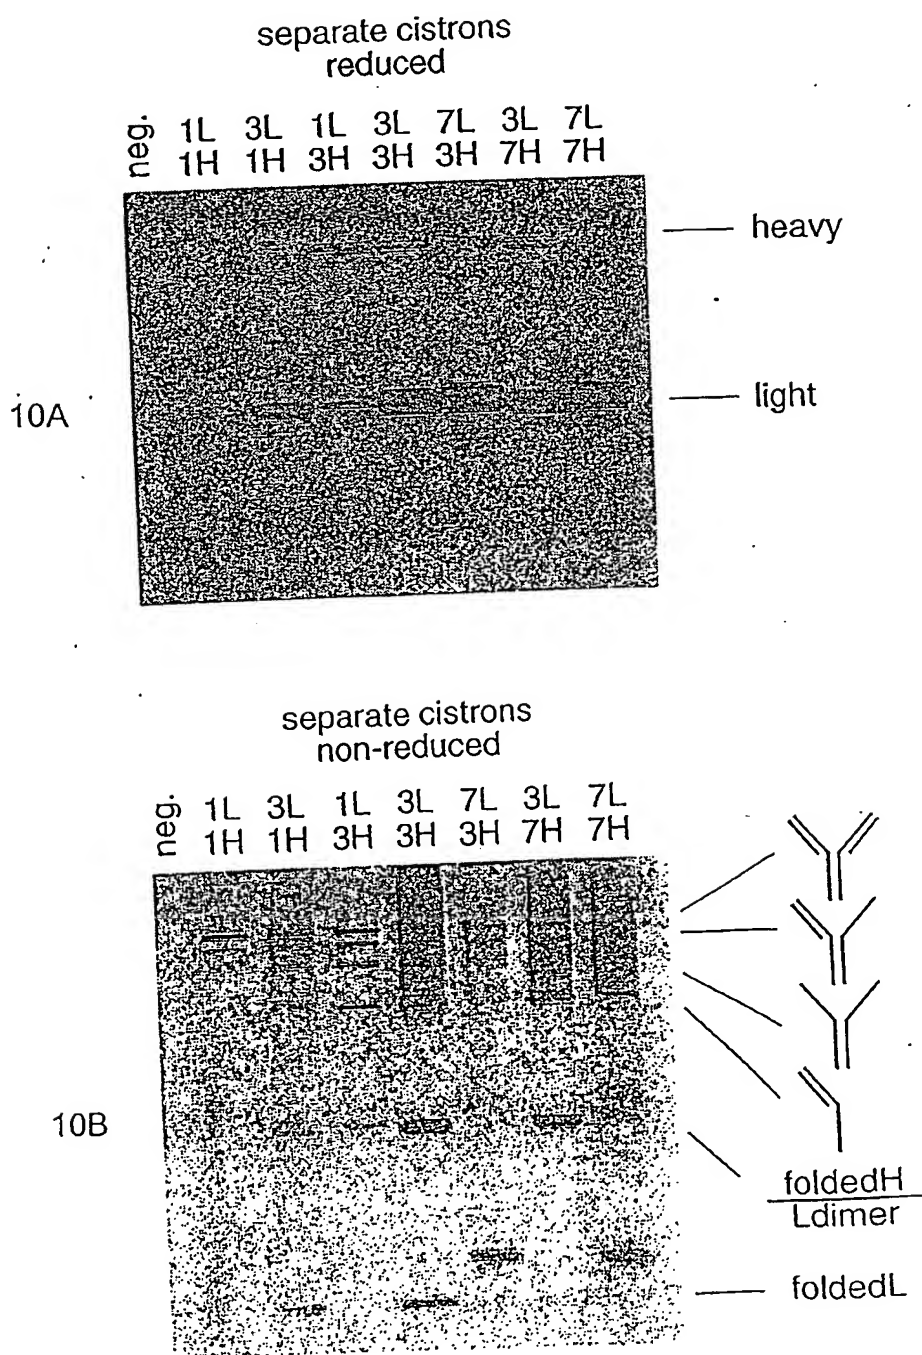 separate cistrons
reduced
neg. 1L 3L 1L 3L 7L 3L 7L
1H 1H 3H 3H 3H 7H 7H
heavy
light
10A
separate cistrons
non-reduced
neg. 1L 3L 1L 3L 7L 3L 7L
1H 1H 3H 3H 3H 7H 7H
10B
foldedH
Ldimer
foldedL